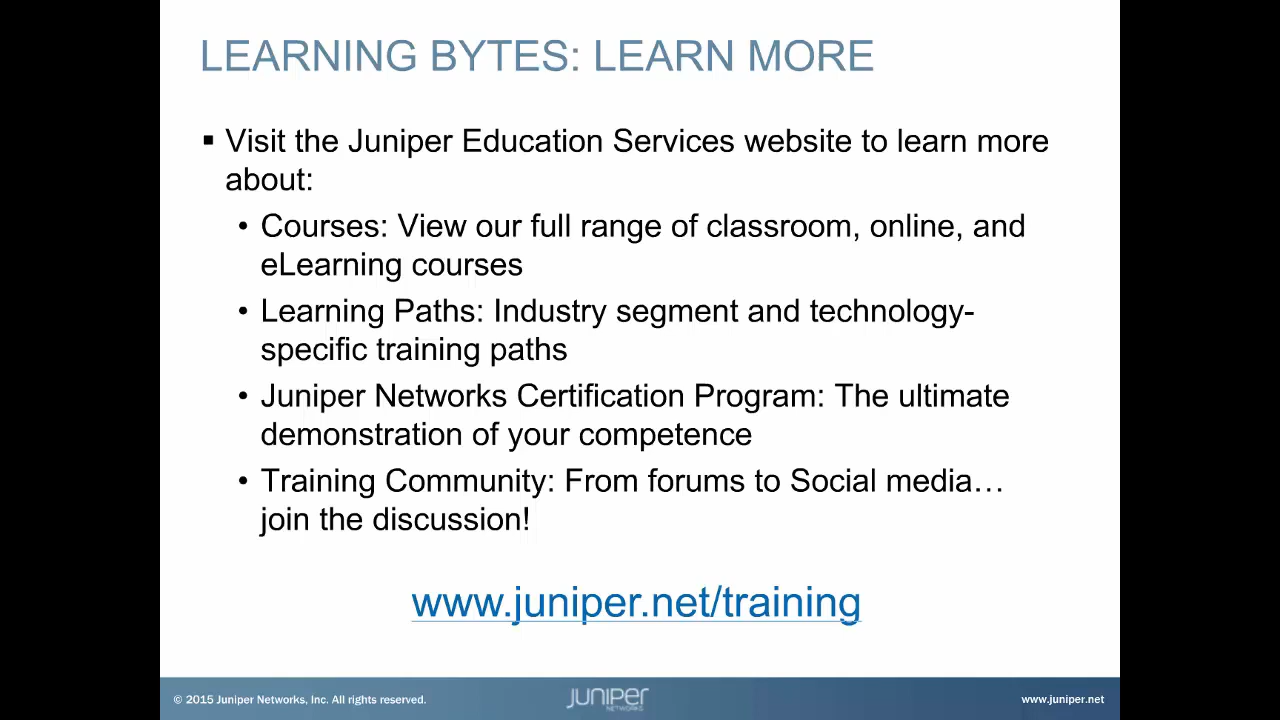 LEARNING BYTES: LEARN MORE
▪ Visit the Juniper Education Services website to learn more
about:
• Courses: View our full range of classroom, online, and
eLearning courses
• Learning Paths: Industry segment and technology-
specific training paths
• Juniper Networks Certification Program: The ultimate
demonstration of your competence
• Training Community: From forums to Social media…
join the discussion!
www.juniper.net/training
© 2015 Juniper Networks, Inc. All rights reserved.
JUNIPER
NETWORKS
www.juniper.net